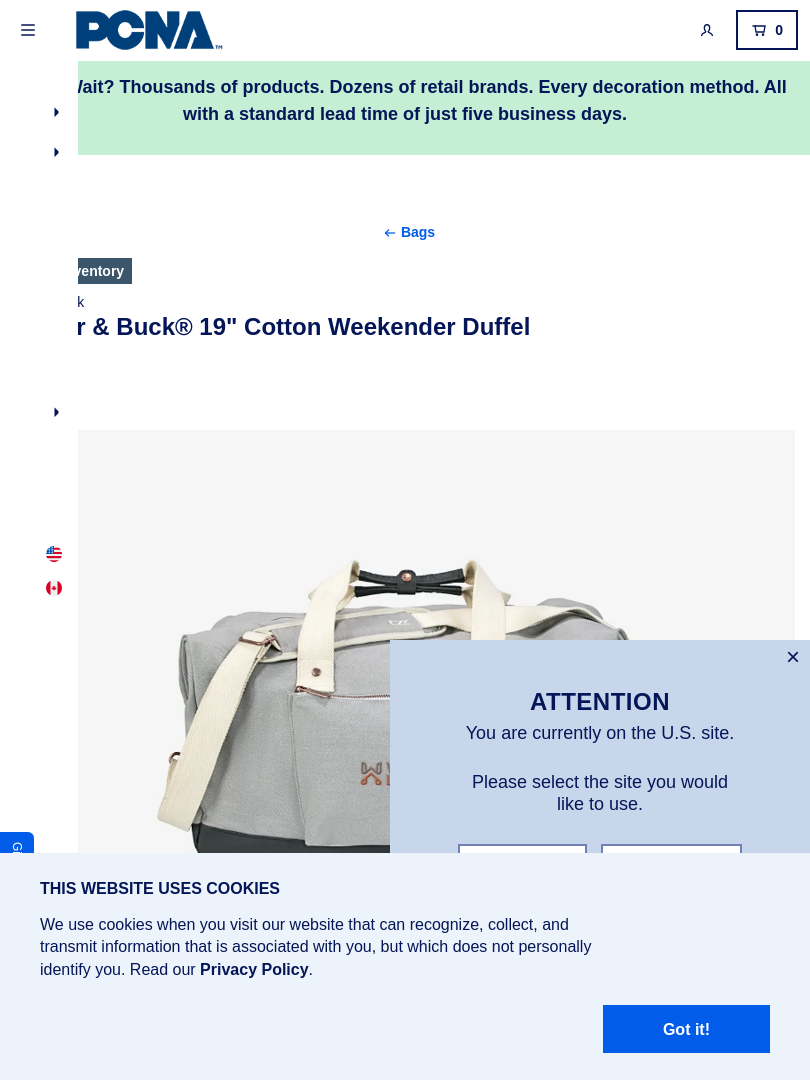 PCNA™
0
Wait? Thousands of products. Dozens of retail brands. Every decoration method. All
with a standard lead time of just five business days.
← Bags
& Buck® 19" Cotton Weekender Duffel
ATTENTION
You are currently on the U.S. site.
Please select the site you would
like to use.
THIS WEBSITE USES COOKIES
We use cookies when you visit our website that can recognize, collect, and
transmit information that is associated with you, but which does not personally
identify you. Read our Privacy Policy.
Got it!